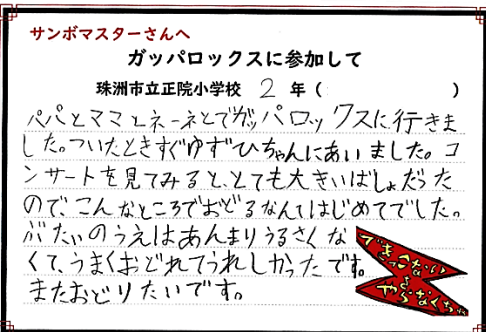 サンボマスターさんへ
ガッパロックスに参加して
珠洲市立正院小学校 2 年( )
パパとママとネーネとでガッパロックスに行きま
した。ついたときすぐゆずひちゃんにあいました。コ
ンサートを見てみると、とても大きいばしょだった
ので、こんなところでおどるなんてはじめてでした。
ぶたいのうえはあんまりうるさくな
くて、うまくおどれてうれしかったです。
またおどりたいです。
できっこない
を
やらなくちゃ